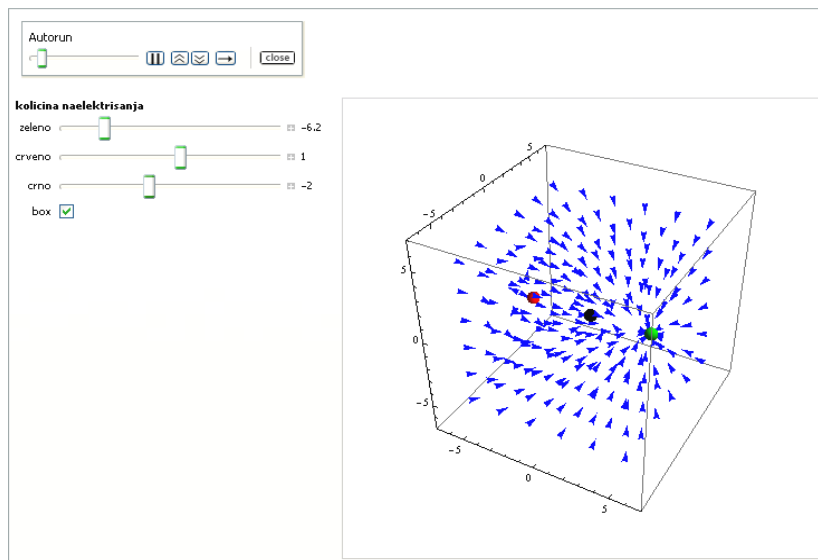 Autorun
close
kolicina naelektrisanja
zeleno -6.2
crveno 1
crno -2
box
5
0
-5
5
0
-5
-5
0
5